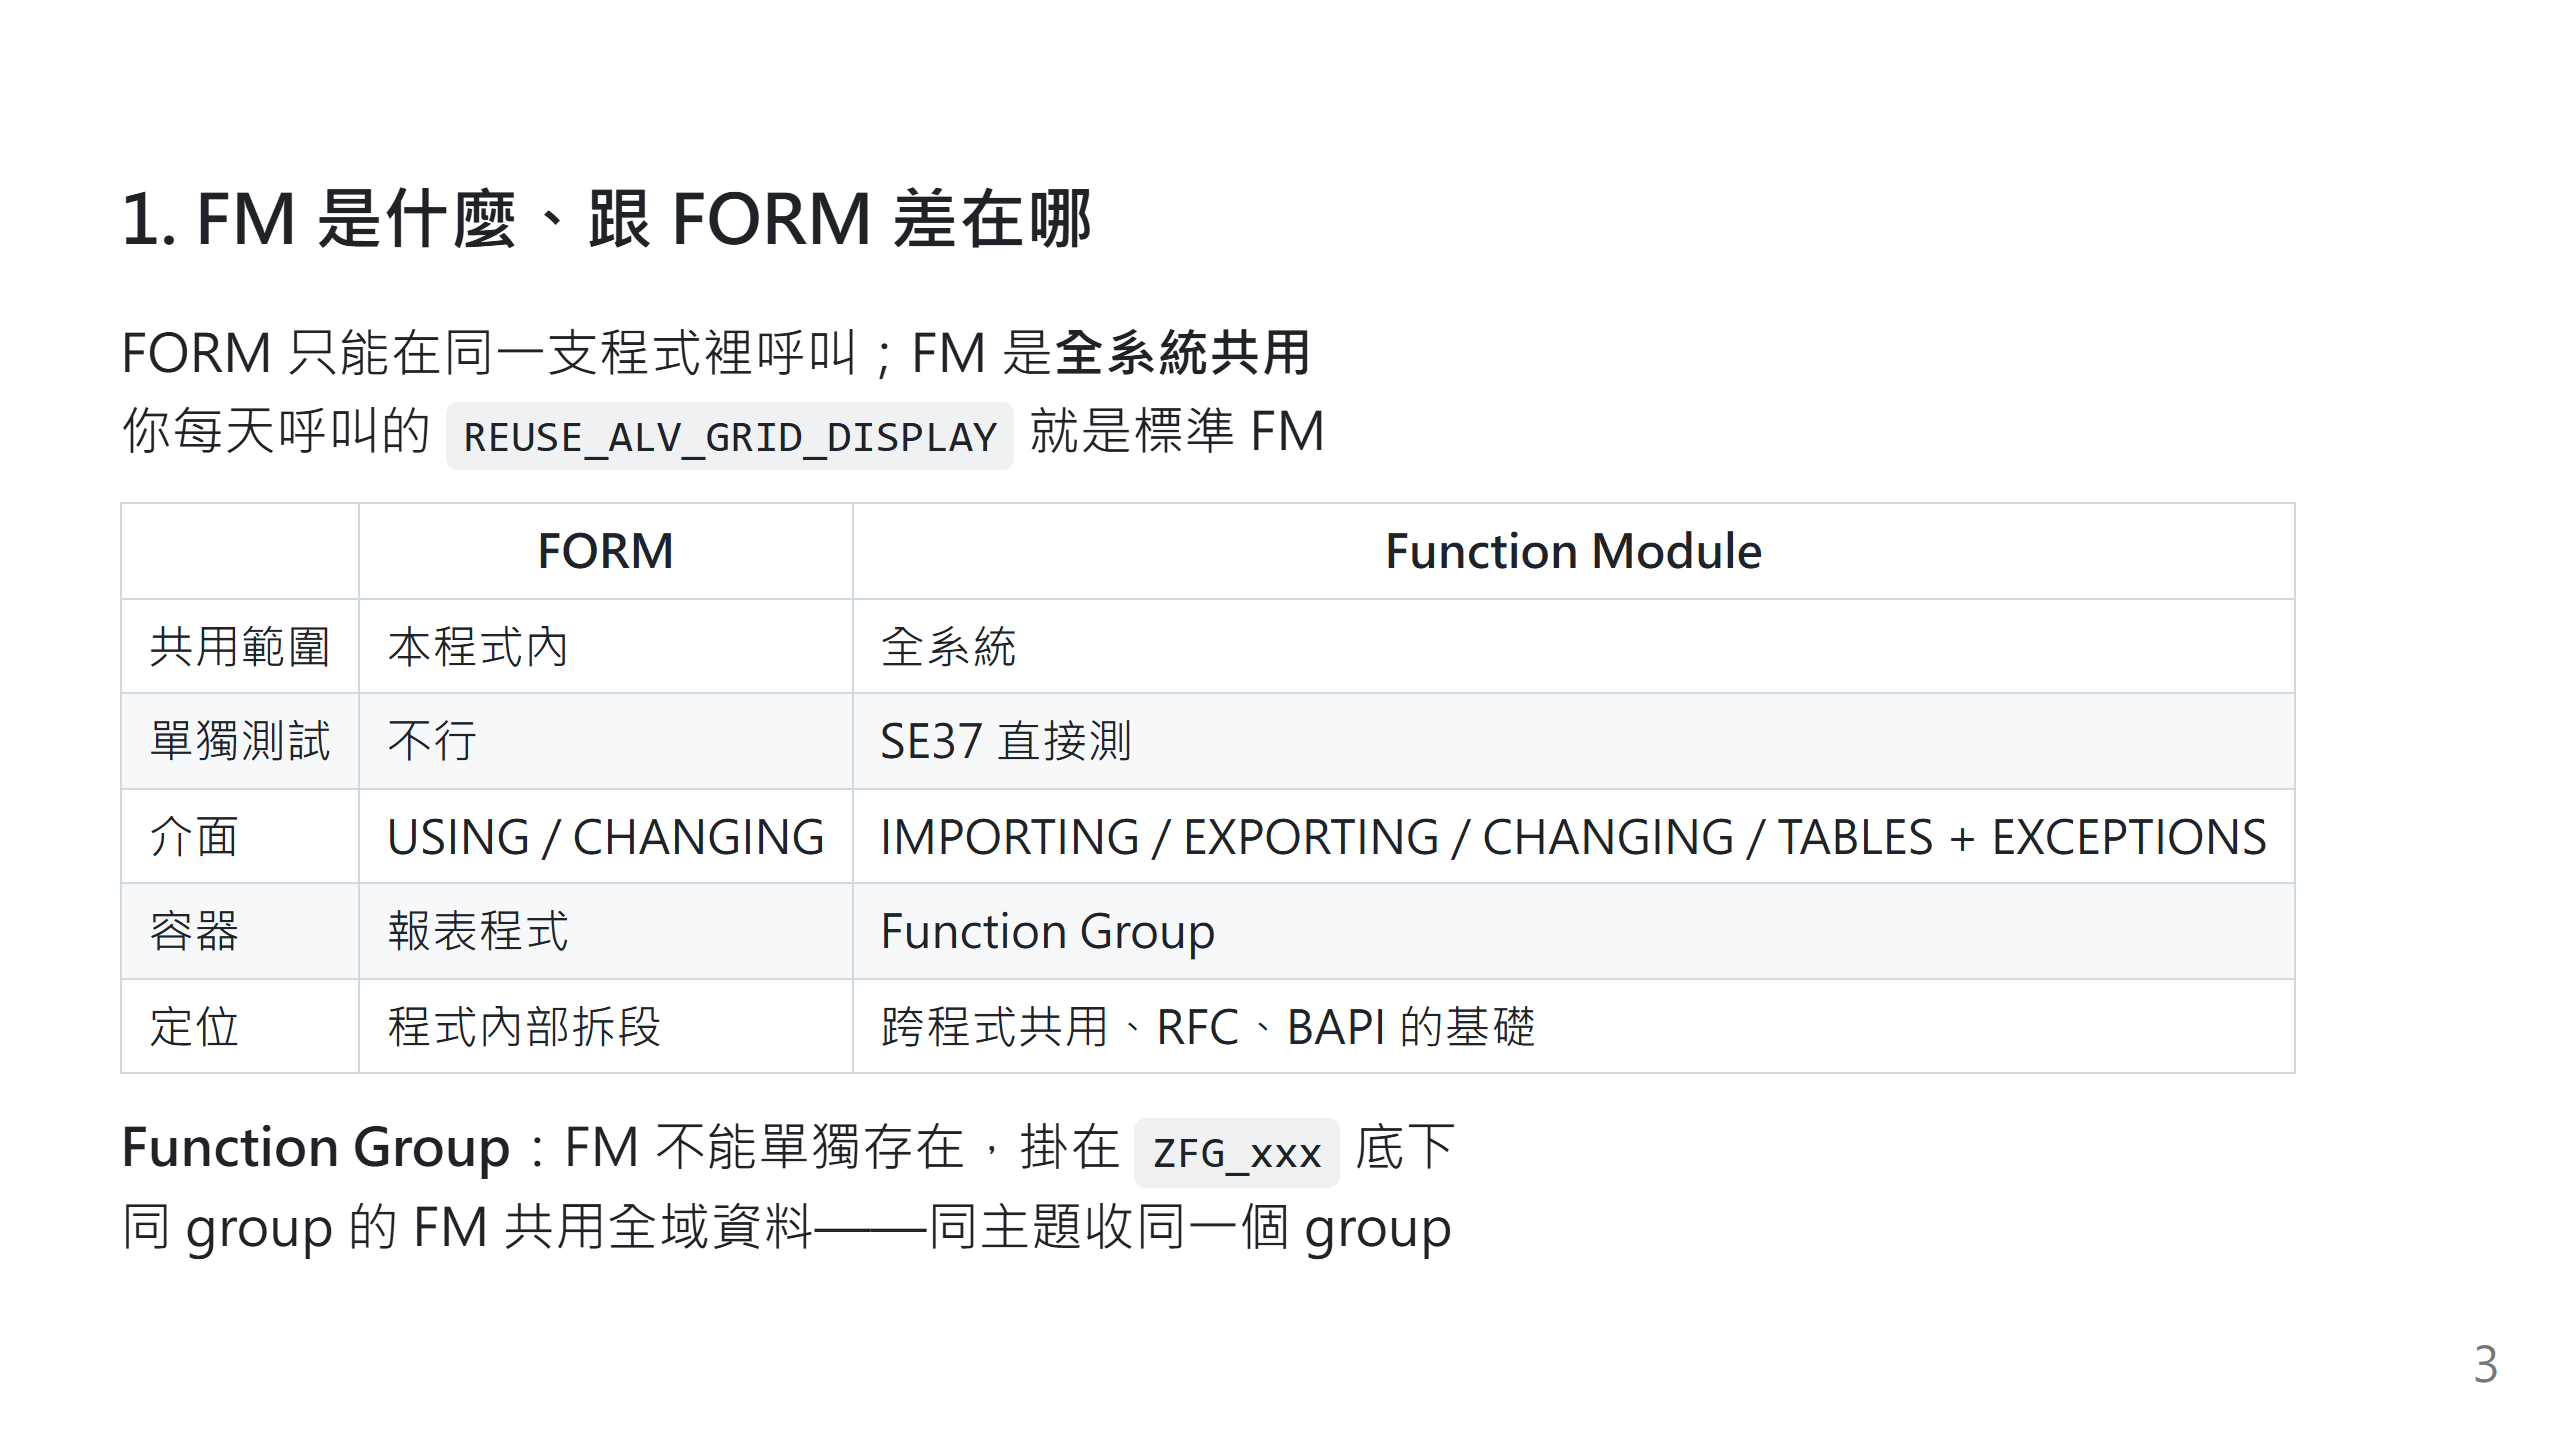 1. FM 是什麼、跟 FORM 差在哪
FORM 只能在同一支程式裡呼叫；FM 是全系統共用
你每天呼叫的 REUSE_ALV_GRID_DISPLAY 就是標準 FM
FORM Function Module
共用範圍 本程式內 全系統
單獨測試 不行 SE37 直接測
介面 USING / CHANGING IMPORTING / EXPORTING / CHANGING / TABLES + EXCEPTIONS
容器 報表程式 Function Group
定位 程式內部拆段 跨程式共用、RFC、BAPI 的基礎
Function Group：FM 不能單獨存在，掛在 ZFG_xxx 底下
同 group 的 FM 共用全域資料——同主題收同一個 group
3